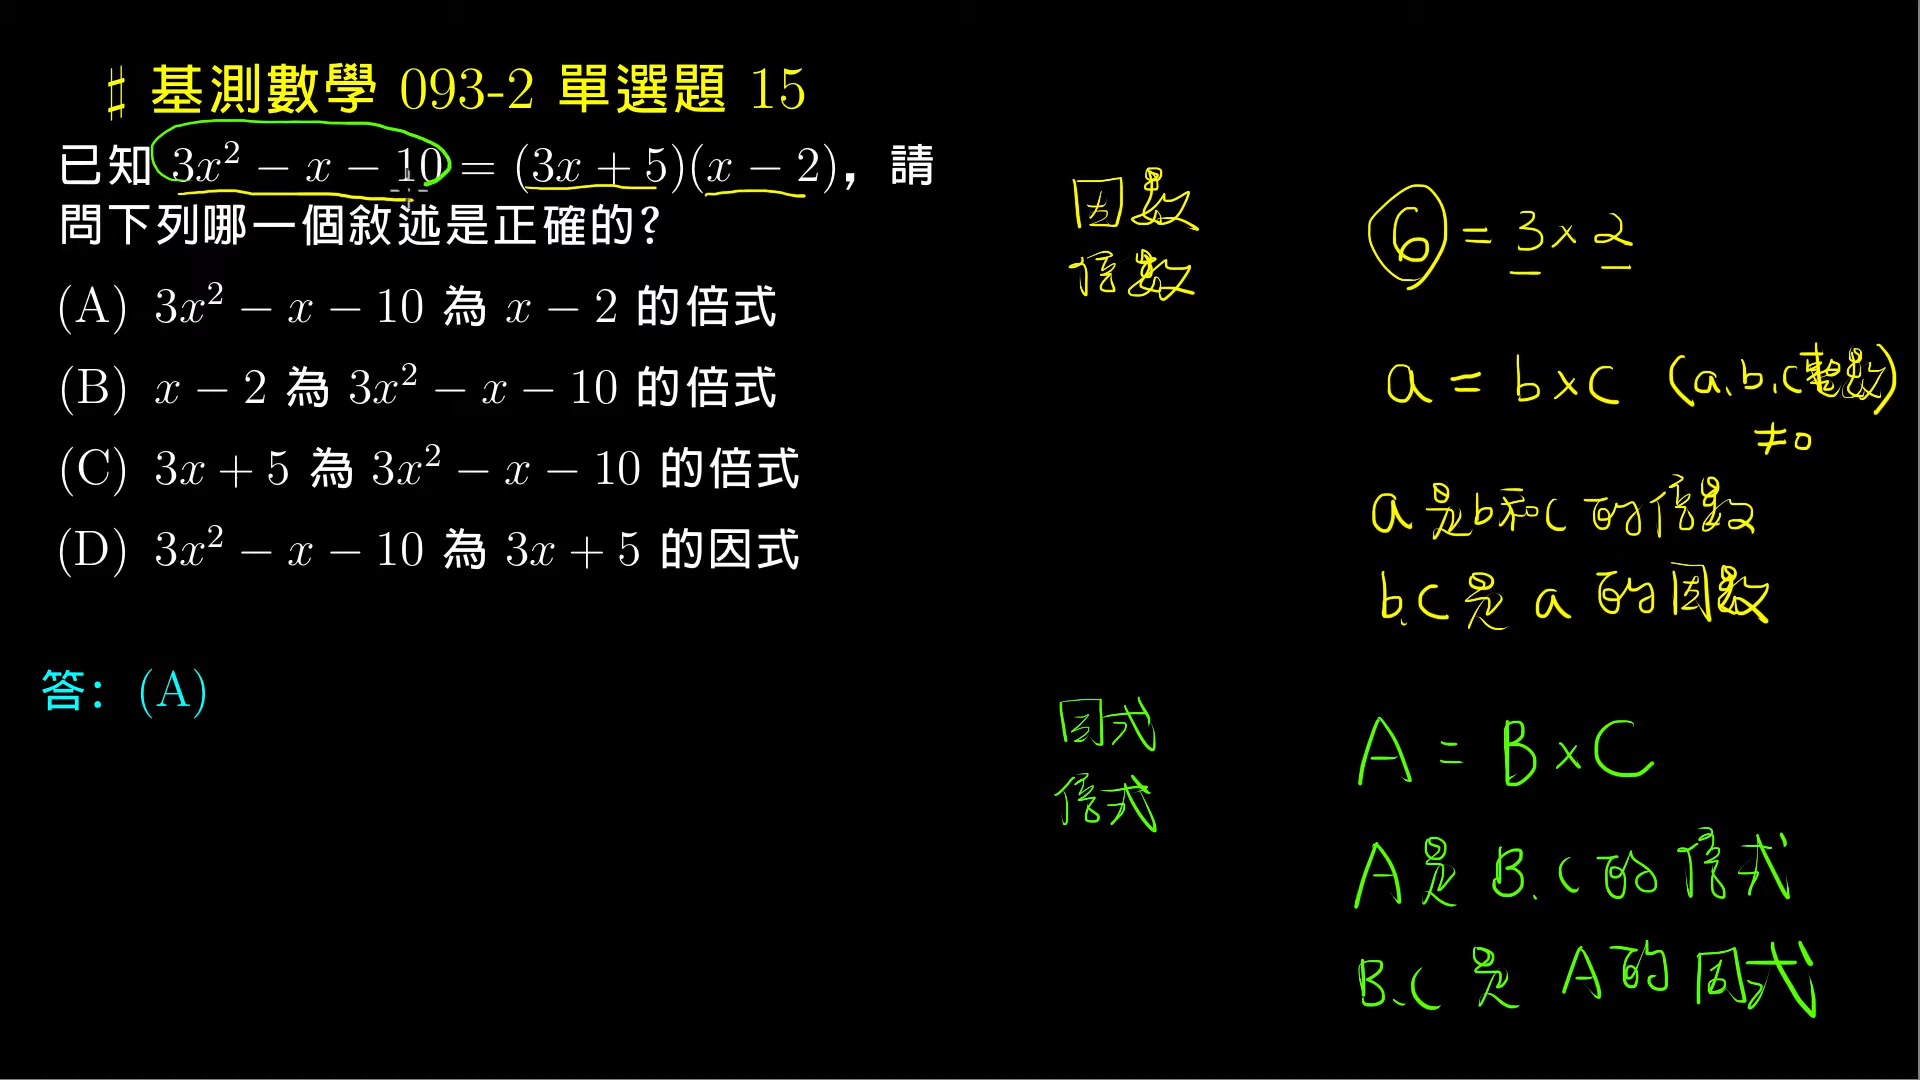 # 基測數學 093-2 單選題 15
已知 3x² − x − 10 = (3x + 5)(x − 2)，請
問下列哪一個敘述是正確的?
(A) 3x² − x − 10 為 x − 2 的倍式
(B) x − 2 為 3x² − x − 10 的倍式
(C) 3x + 5 為 3x² − x − 10 的倍式
(D) 3x² − x − 10 為 3x + 5 的因式
答: (A)
因数
倍数
6 = 3 × 2
a = b × c (a、b、c 整數)
≠ 0
a 是 b 和 c 的倍數
b、c 是 a 的因數
因式
倍式
A = B × C
A 是 B、C 的倍式
B、C 是 A 的因式